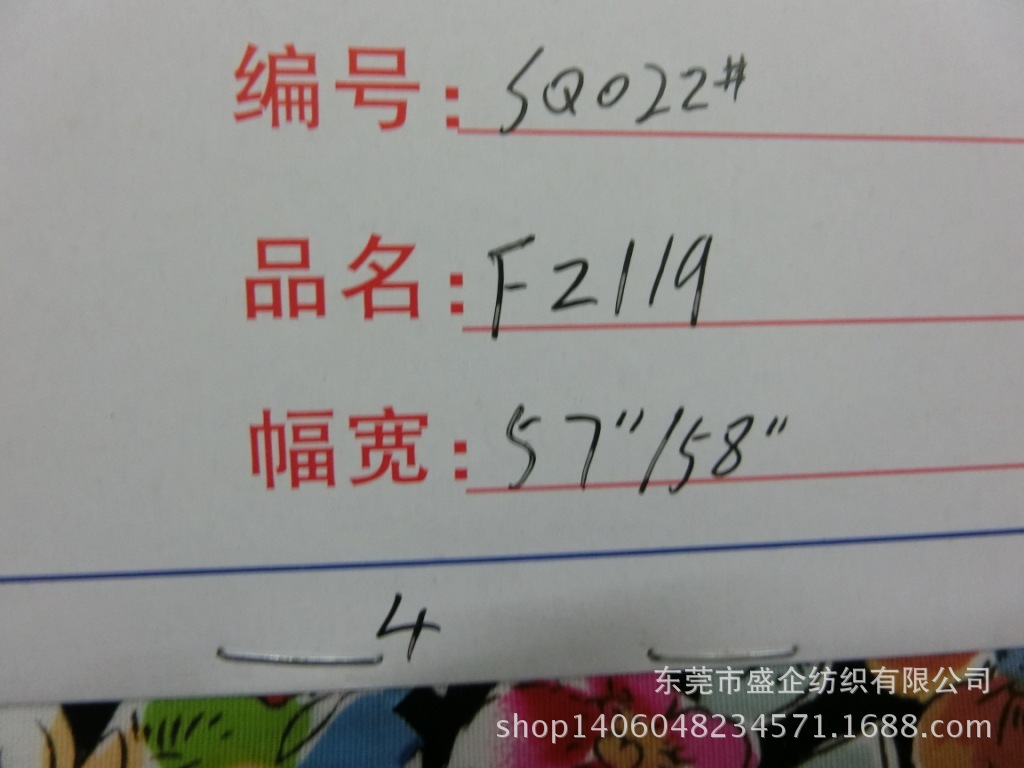 编号: SQ022#
品名: F2119
幅宽: 57"/58"
4
东莞市盛企纺织有限公司
shop1406048234571.1688.com